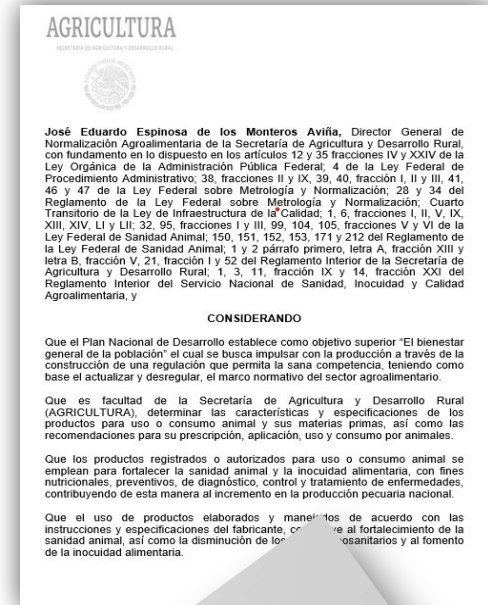 AGRICULTURA
SECRETARÍA DE AGRICULTURA Y DESARROLLO RURAL
José Eduardo Espinosa de los Monteros Aviña, Director General de
Normalización Agroalimentaria de la Secretaría de Agricultura y Desarrollo Rural,
con fundamento en lo dispuesto en los artículos 12 y 35 fracciones IV y XXIV de la
Ley Orgánica de la Administración Pública Federal; 4 de la Ley Federal de
Procedimiento Administrativo; 38, fracciones II y IX, 39, 40, fracción I, II y III, 41,
46 y 47 de la Ley Federal sobre Metrología y Normalización; 28 y 34 del
Reglamento de la Ley Federal sobre Metrología y Normalización; Cuarto
Transitorio de la Ley de Infraestructura de la Calidad; 1, 6, fracciones I, II, V, IX,
XIII, XIV, LI y LII; 32, 95, fracciones I y III, 99, 104, 105, fracciones V y VI de la
Ley Federal de Sanidad Animal; 150, 151, 152, 153, 171 y 212 del Reglamento de
la Ley Federal de Sanidad Animal; 1 y 2 párrafo primero, letra A, fracción XIII y
letra B, fracción V, 21, fracción I y 52 del Reglamento Interior de la Secretaría de
Agricultura y Desarrollo Rural; 1, 3, 11, fracción IX y 14, fracción XXI del
Reglamento Interior del Servicio Nacional de Sanidad, Inocuidad y Calidad
Agroalimentaria, y
CONSIDERANDO
Que el Plan Nacional de Desarrollo establece como objetivo superior “El bienestar
general de la población” el cual se busca impulsar con la producción a través de la
construcción de una regulación que permita la sana competencia, teniendo como
base el actualizar y desregular, el marco normativo del sector agroalimentario.
Que es facultad de la Secretaría de Agricultura y Desarrollo Rural
(AGRICULTURA), determinar las características y especificaciones de los
productos para uso o consumo animal y sus materias primas, así como las
recomendaciones para su prescripción, aplicación, uso y consumo por animales.
Que los productos registrados o autorizados para uso o consumo animal se
emplean para fortalecer la sanidad animal y la inocuidad alimentaria, con fines
nutricionales, preventivos, de diagnóstico, control y tratamiento de enfermedades,
contribuyendo de esta manera al incremento en la producción pecuaria nacional.
Que el uso de productos elaborados y de acuerdo con las
instrucciones y especificaciones del fabricante, al fortalecimiento de la
sanidad animal, así como la disminución de y al fomento
de la inocuidad alimentaria.